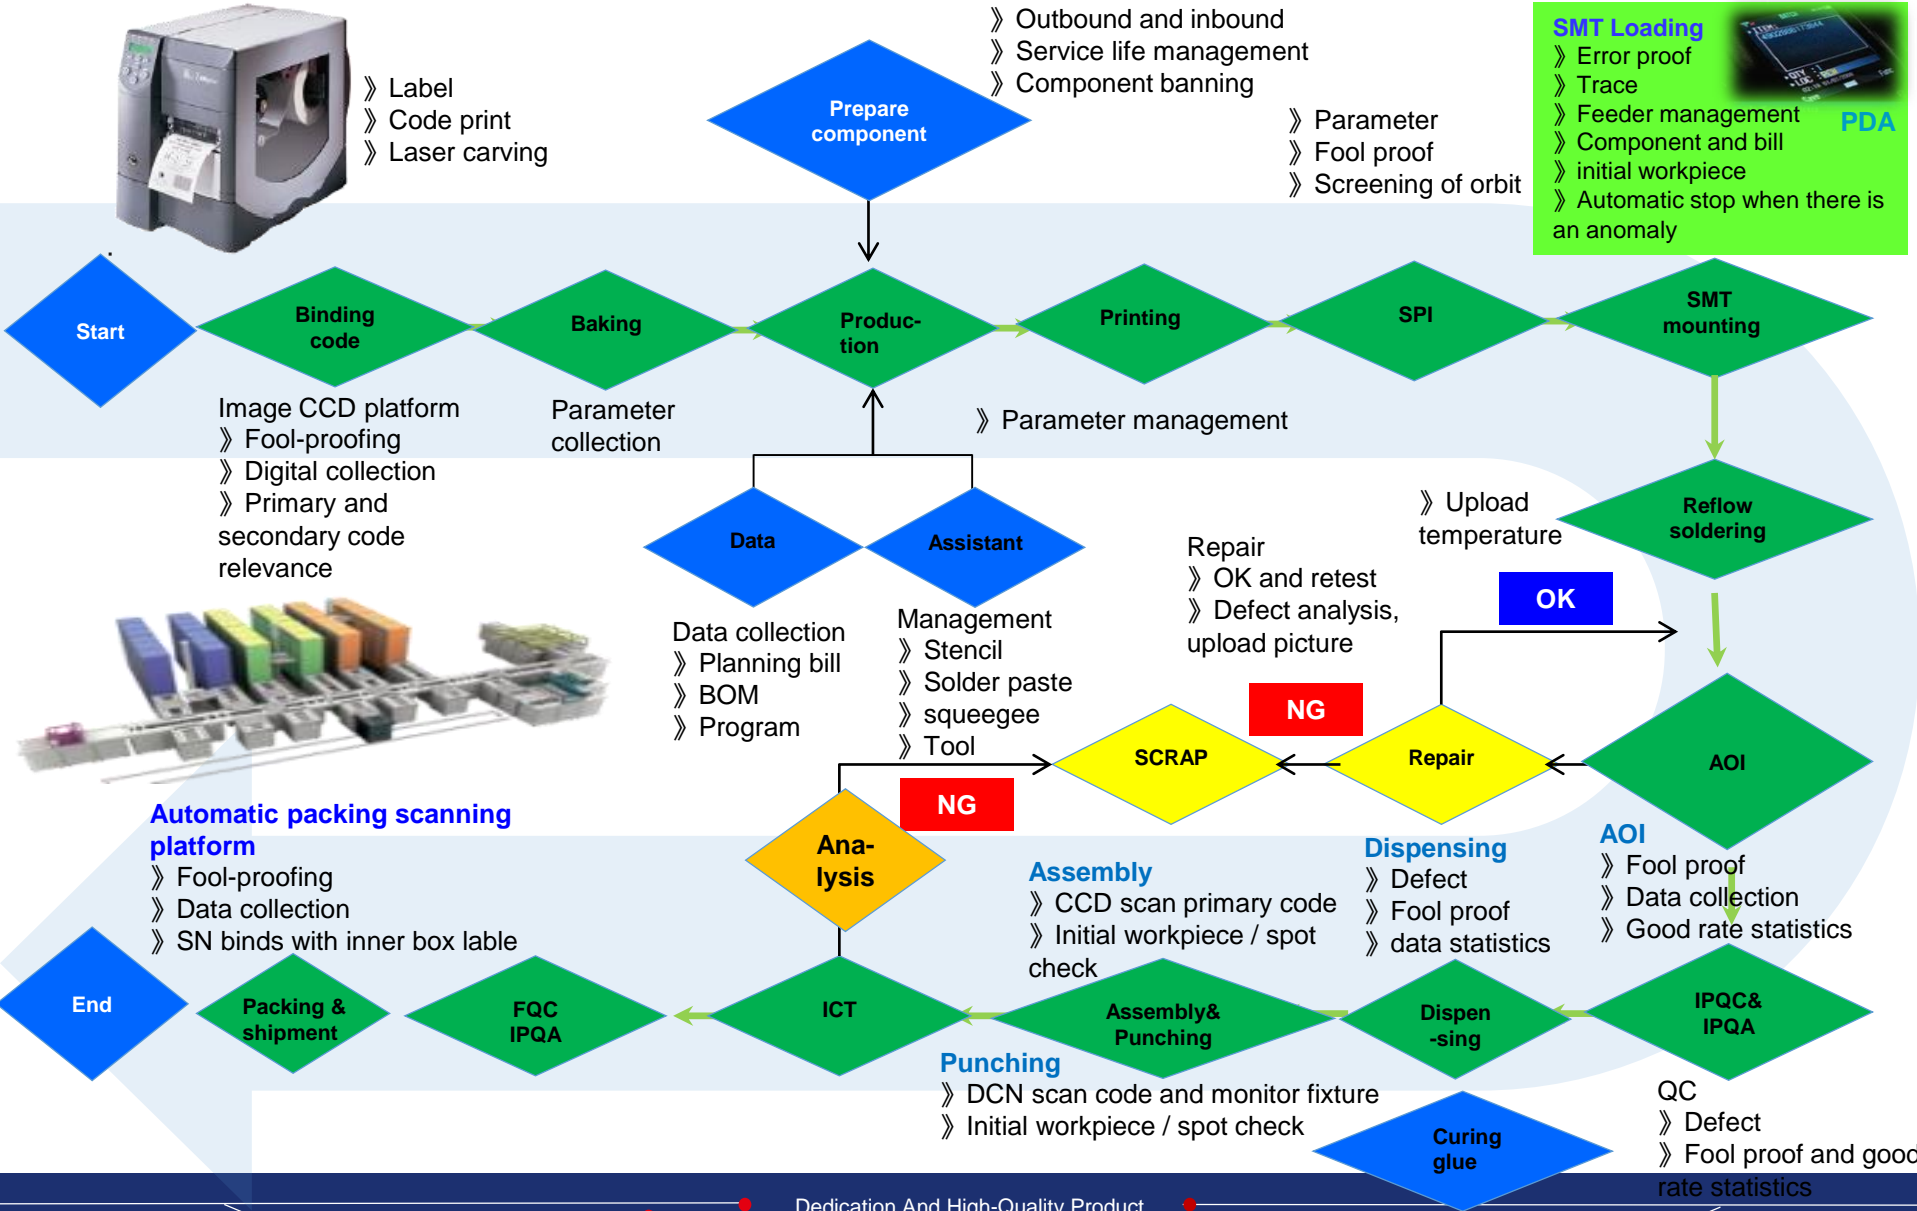 》 Label
》 Code print
》 Laser carving
Prepare
component
》 Outbound and inbound
》 Service life management
》 Component banning
》 Parameter
》 Fool proof
》 Screening of orbit
SMT Loading
》 Error proof
》 Trace
》 Feeder management
》 Component and bill
》 initial workpiece
》 Automatic stop when there is
an anomaly
PDA
Start
Binding
code
Baking
Produc-
tion
Printing
SPI
SMT
mounting
Image CCD platform
》 Fool-proofing
》 Digital collection
》 Primary and
secondary code
relevance
Parameter
collection
》 Parameter management
Data
Assistant
》 Upload
temperature
Reflow
soldering
Repair
》 OK and retest
》 Defect analysis,
upload picture
OK
Data collection
》 Planning bill
》 BOM
》 Program
Management
》 Stencil
》 Solder paste
》 squeegee
》 Tool
NG
SCRAP
Repair
AOI
NG
Ana-
lysis
Automatic packing scanning
platform
》 Fool-proofing
》 Data collection
》 SN binds with inner box lable
Assembly
》 CCD scan primary code
》 Initial workpiece / spot
check
Dispensing
》 Defect
》 Fool proof
》 data statistics
AOI
》 Fool proof
》 Data collection
》 Good rate statistics
End
Packing &
shipment
FQC
IPQA
ICT
Assembly&
Punching
Dispen
-sing
IPQC&
IPQA
Punching
》 DCN scan code and monitor fixture
》 Initial workpiece / spot check
Curing
glue
QC
》 Defect
》 Fool proof and good
rate statistics
Dedication And High-Quality Product